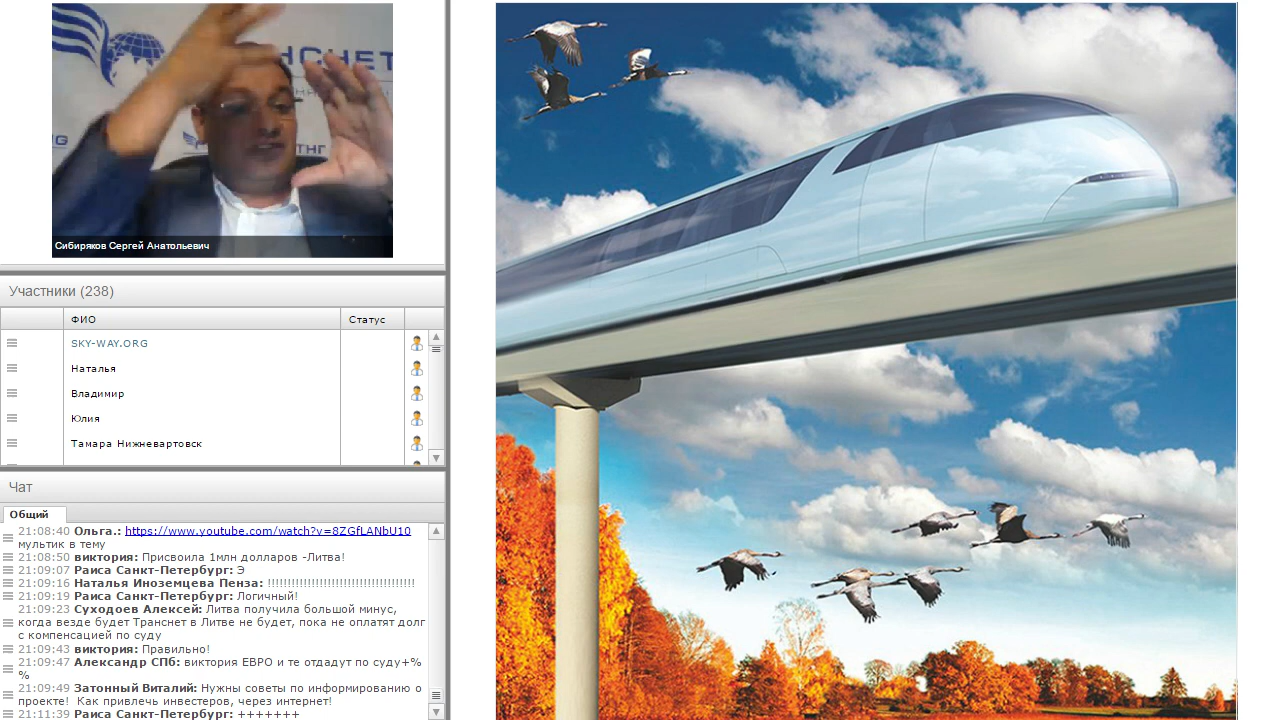 НСНЕТ
NG
ТНГ
Сибиряков Сергей Анатольевич
Участники (238)
ФИО
Статус
SKY-WAY.ORG
Наталья
Владимир
Юлия
Тамара Нижневартовск
Чат
Общий
21:08:40 Ольга.: https://www.youtube.com/watch?v=8ZGfLANbU10
мультик в тему
21:08:50 виктория: Присвоила 1млн долларов -Литва!
21:09:07 Раиса Санкт-Петербург: Э
21:09:16 Наталья Иноземцева Пенза: !!!!!!!!!!!!!!!!!!!!!!!!!!!!!!!!!!!!!
21:09:19 Раиса Санкт-Петербург: Логичный!
21:09:23 Суходоев Алексей: Литва получила большой минус,
когда везде будет Транснет в Литве не будет, пока не оплатят долг
с компенсацией по суду
21:09:43 виктория: Правильно!
21:09:47 Александр СПб: виктория ЕВРО и те отдадут по суду+%
%
21:09:49 Затонный Виталий: Нужны советы по информированию о
проекте!  Как привлечь инвестеров, через интернет!
21:11:39 Раиса Санкт-Петербург: +++++++